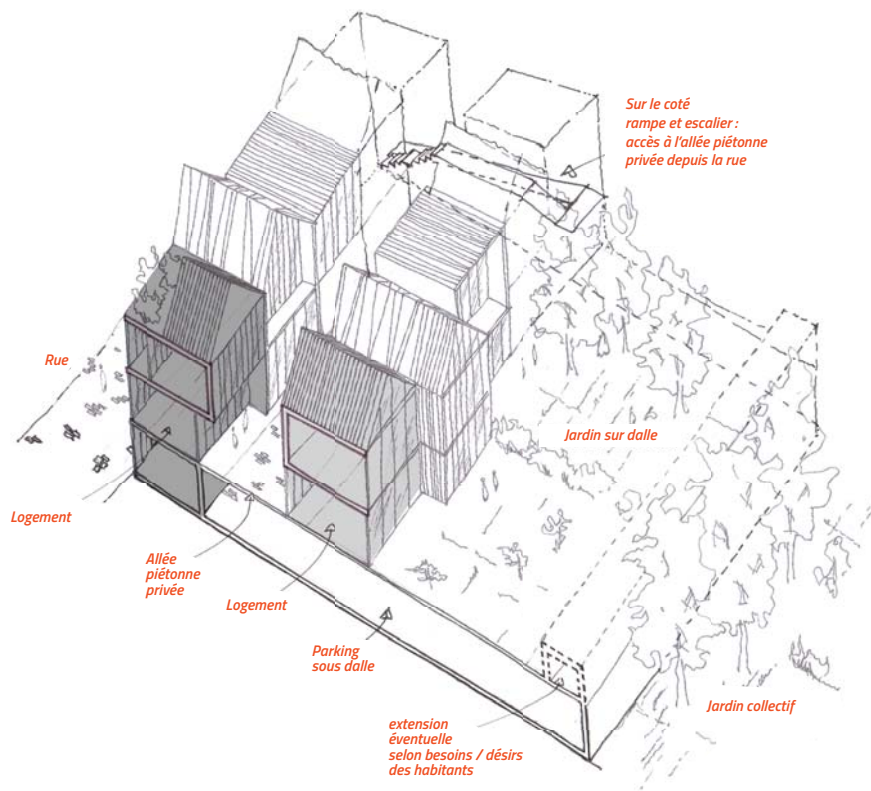 Sur le coté
rampe et escalier :
accès à l'allée piétonne
privée depuis la rue
Rue
Jardin sur dalle
Logement
Allée
piétonne
privée
Logement
Parking
sous dalle
Jardin collectif
extension
éventuelle
selon besoins / désirs
des habitants